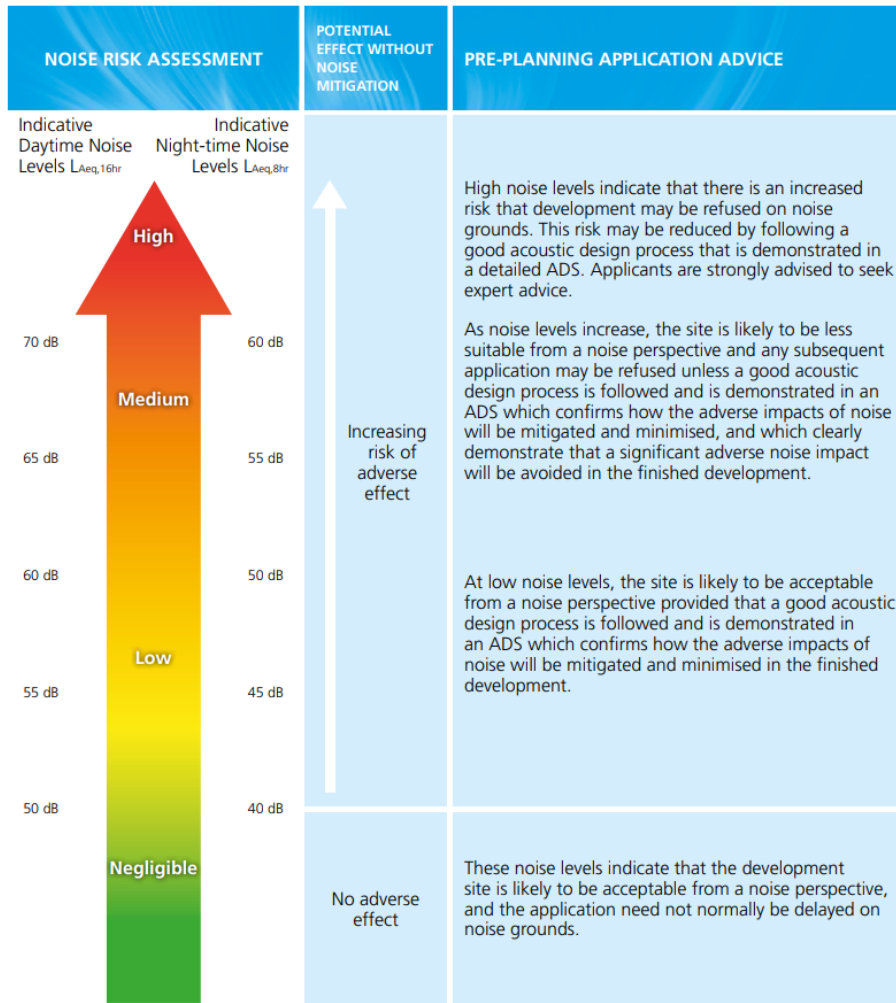 NOISE RISK ASSESSMENT
POTENTIAL
EFFECT WITHOUT
NOISE
MITIGATION
PRE-PLANNING APPLICATION ADVICE
Indicative
Daytime Noise
Levels LAeq,16hr
Indicative
Night-time Noise
Levels LAeq,8hr
High
70 dB
60 dB
Medium
65 dB
55 dB
60 dB
50 dB
Low
55 dB
45 dB
50 dB
40 dB
Negligible
Increasing
risk of
adverse
effect
No adverse
effect
High noise levels indicate that there is an increased
risk that development may be refused on noise
grounds. This risk may be reduced by following a
good acoustic design process that is demonstrated in
a detailed ADS. Applicants are strongly advised to seek
expert advice.
As noise levels increase, the site is likely to be less
suitable from a noise perspective and any subsequent
application may be refused unless a good acoustic
design process is followed and is demonstrated in an
ADS which confirms how the adverse impacts of noise
will be mitigated and minimised, and which clearly
demonstrate that a significant adverse noise impact
will be avoided in the finished development.
At low noise levels, the site is likely to be acceptable
from a noise perspective provided that a good acoustic
design process is followed and is demonstrated in
an ADS which confirms how the adverse impacts of
noise will be mitigated and minimised in the finished
development.
These noise levels indicate that the development
site is likely to be acceptable from a noise perspective,
and the application need not normally be delayed on
noise grounds.